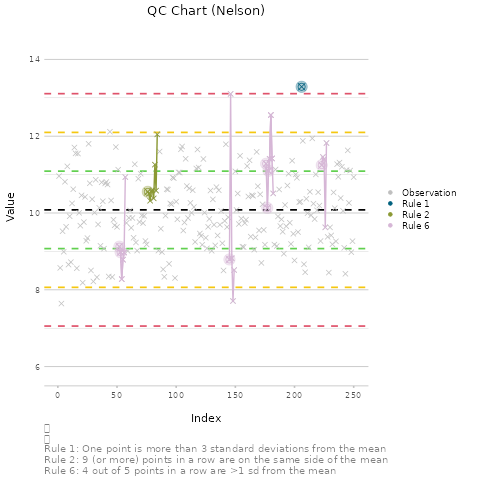 QC Chart (Nelson)
14
12
10
8
6
Value
0
50
100
150
200
250
Index
Observation
Rule 1
Rule 2
Rule 6
Rule 1: One point is more than 3 standard deviations from the mean
Rule 2: 9 (or more) points in a row are on the same side of the mean
Rule 6: 4 out of 5 points in a row are >1 sd from the mean